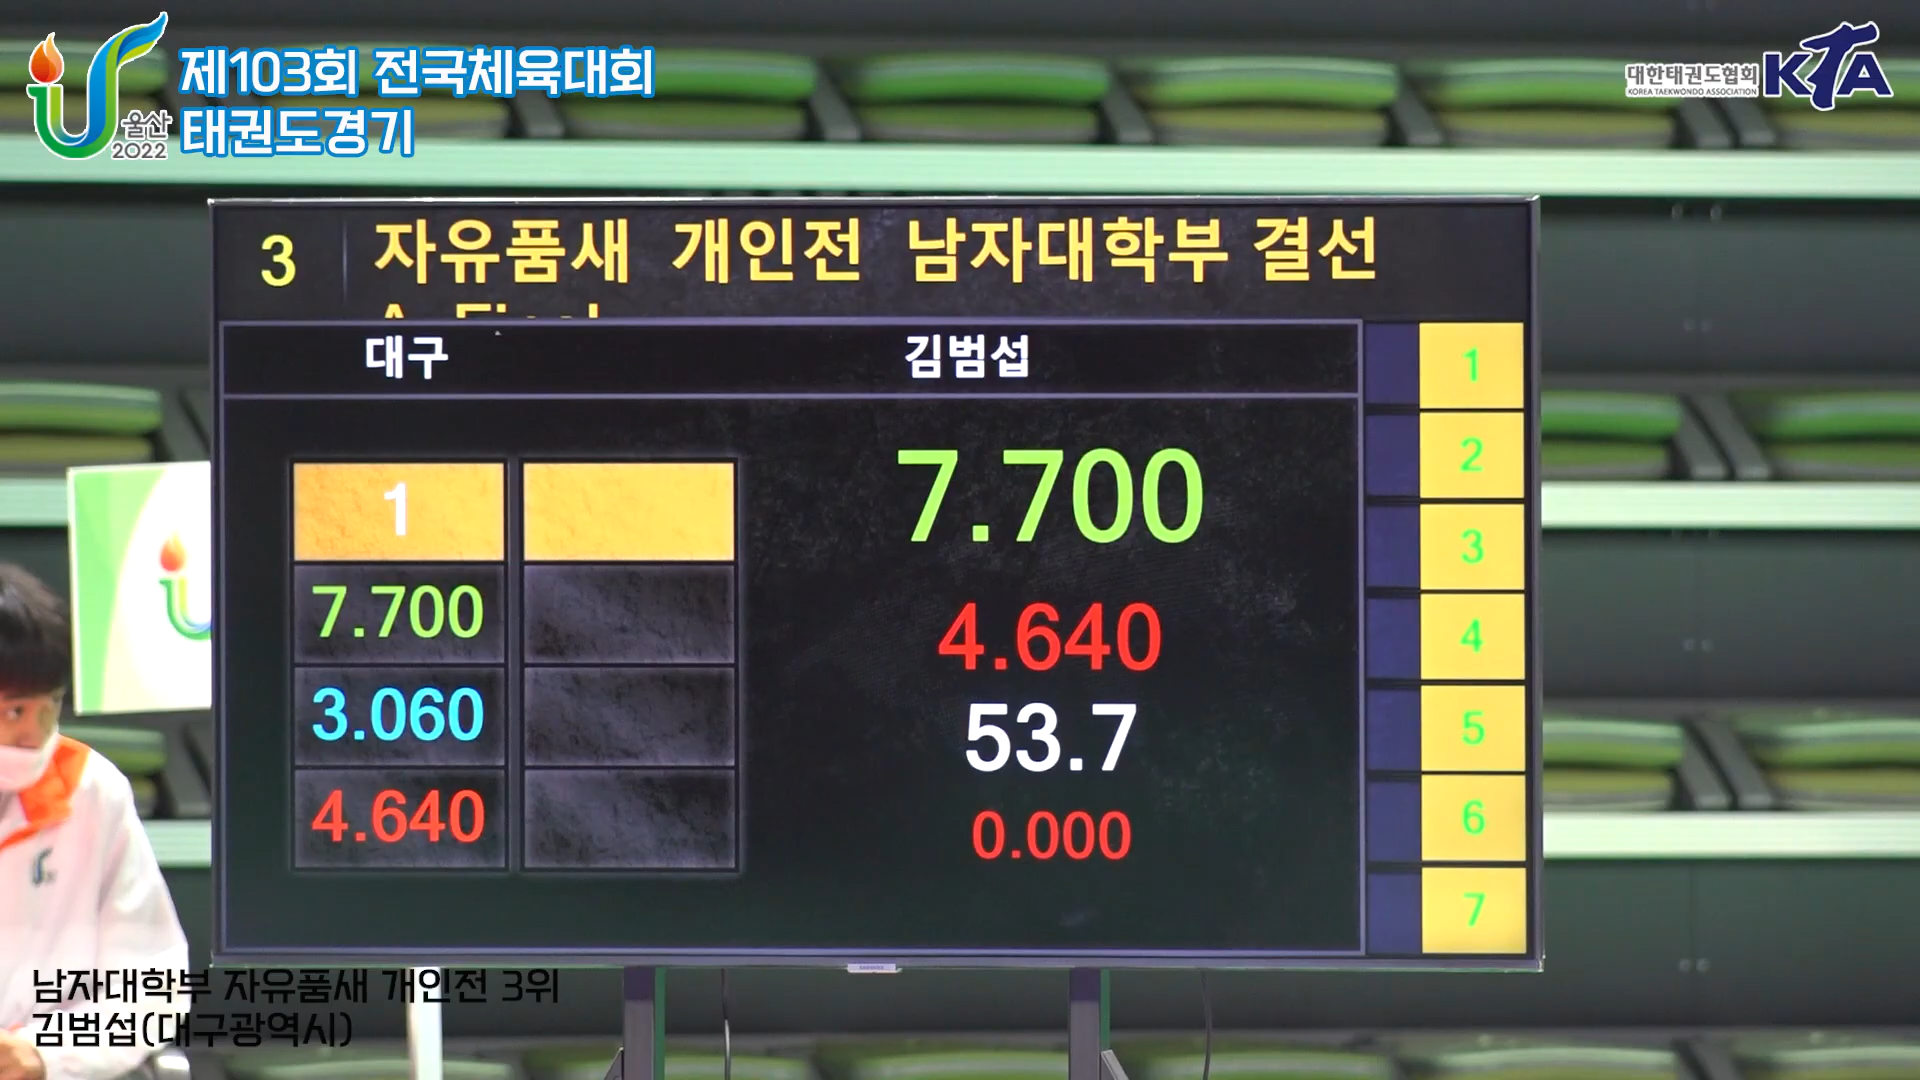 제103회 전국체육대회
태권도경기
울산
2022
대한태권도협회
KOREA TAEKWONDO ASSOCIATION
KTA
3 자유품새 개인전 남자대학부 결선
대구 김범섭
1
7.700
3.060
4.640
7.700
4.640
53.7
0.000
1
2
3
4
5
6
7
남자대학부 자유품새 개인전 3위
김범섭(대구광역시)